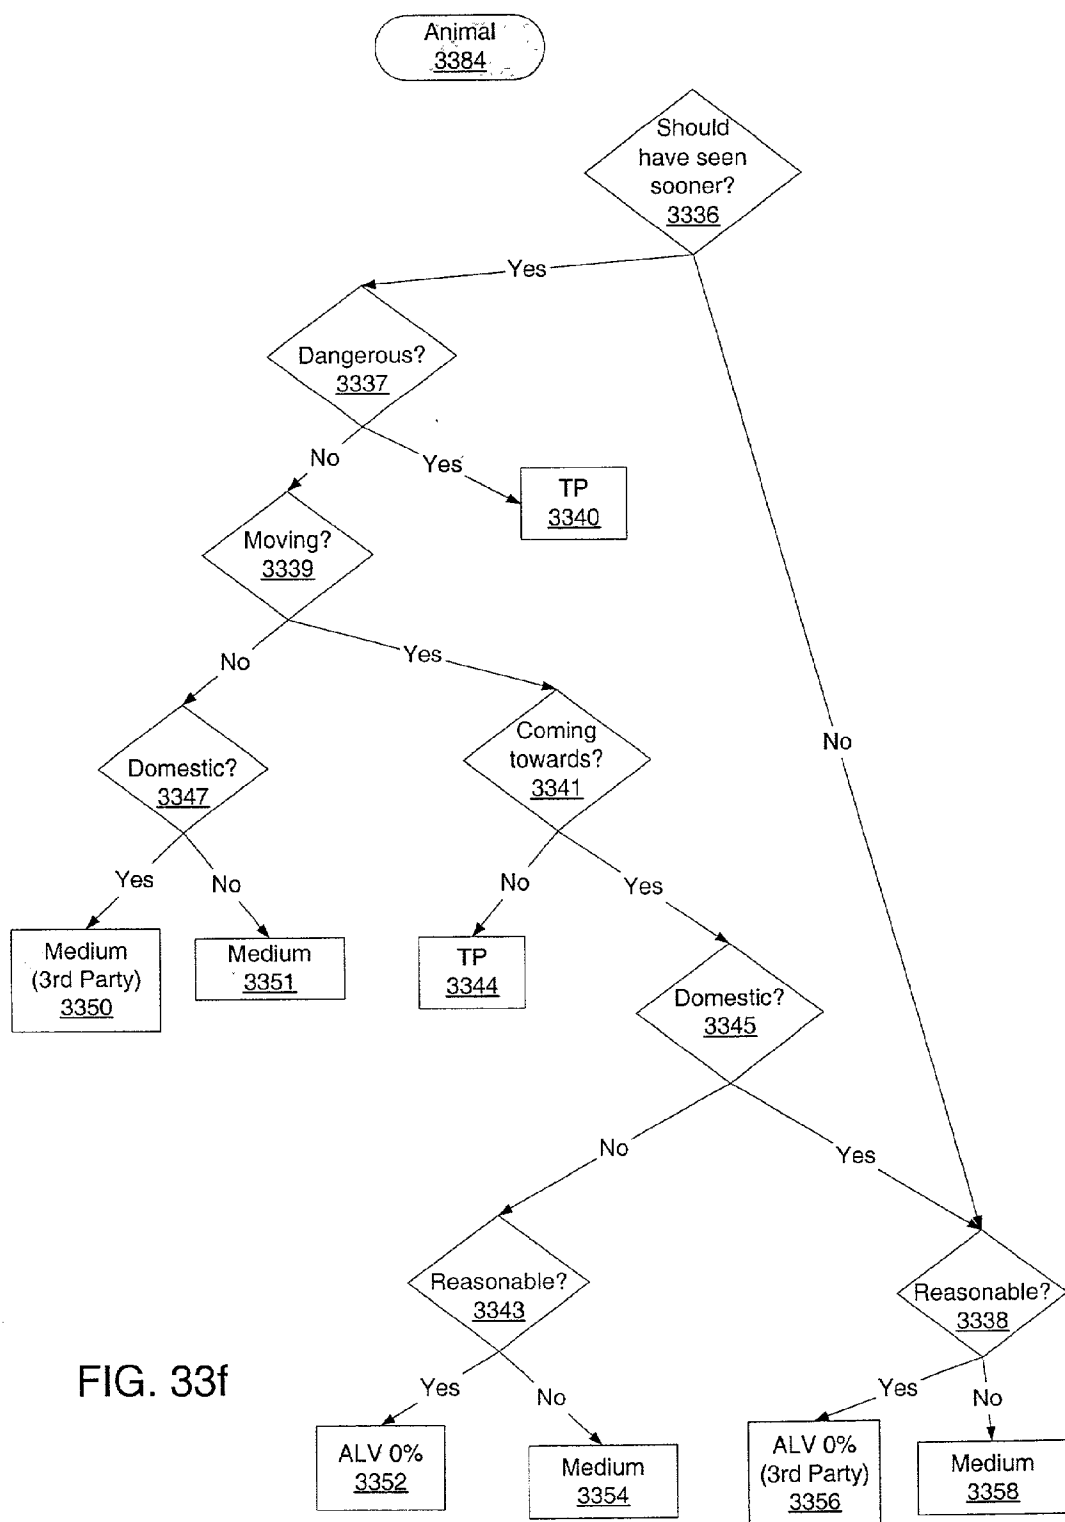 Animal
3384
Should
have seen
sooner?
3336
Yes
Dangerous?
3337
No
Yes
TP
3340
Moving?
3339
No
Yes
No
Domestic?
3347
Coming
towards?
3341
Yes
No
No
Yes
Medium
(3rd Party)
3350
Medium
3351
TP
3344
Domestic?
3345
No
Yes
Reasonable?
3343
Reasonable?
3338
FIG. 33f
Yes
No
Yes
No
ALV 0%
3352
Medium
3354
ALV 0%
(3rd Party)
3356
Medium
3358